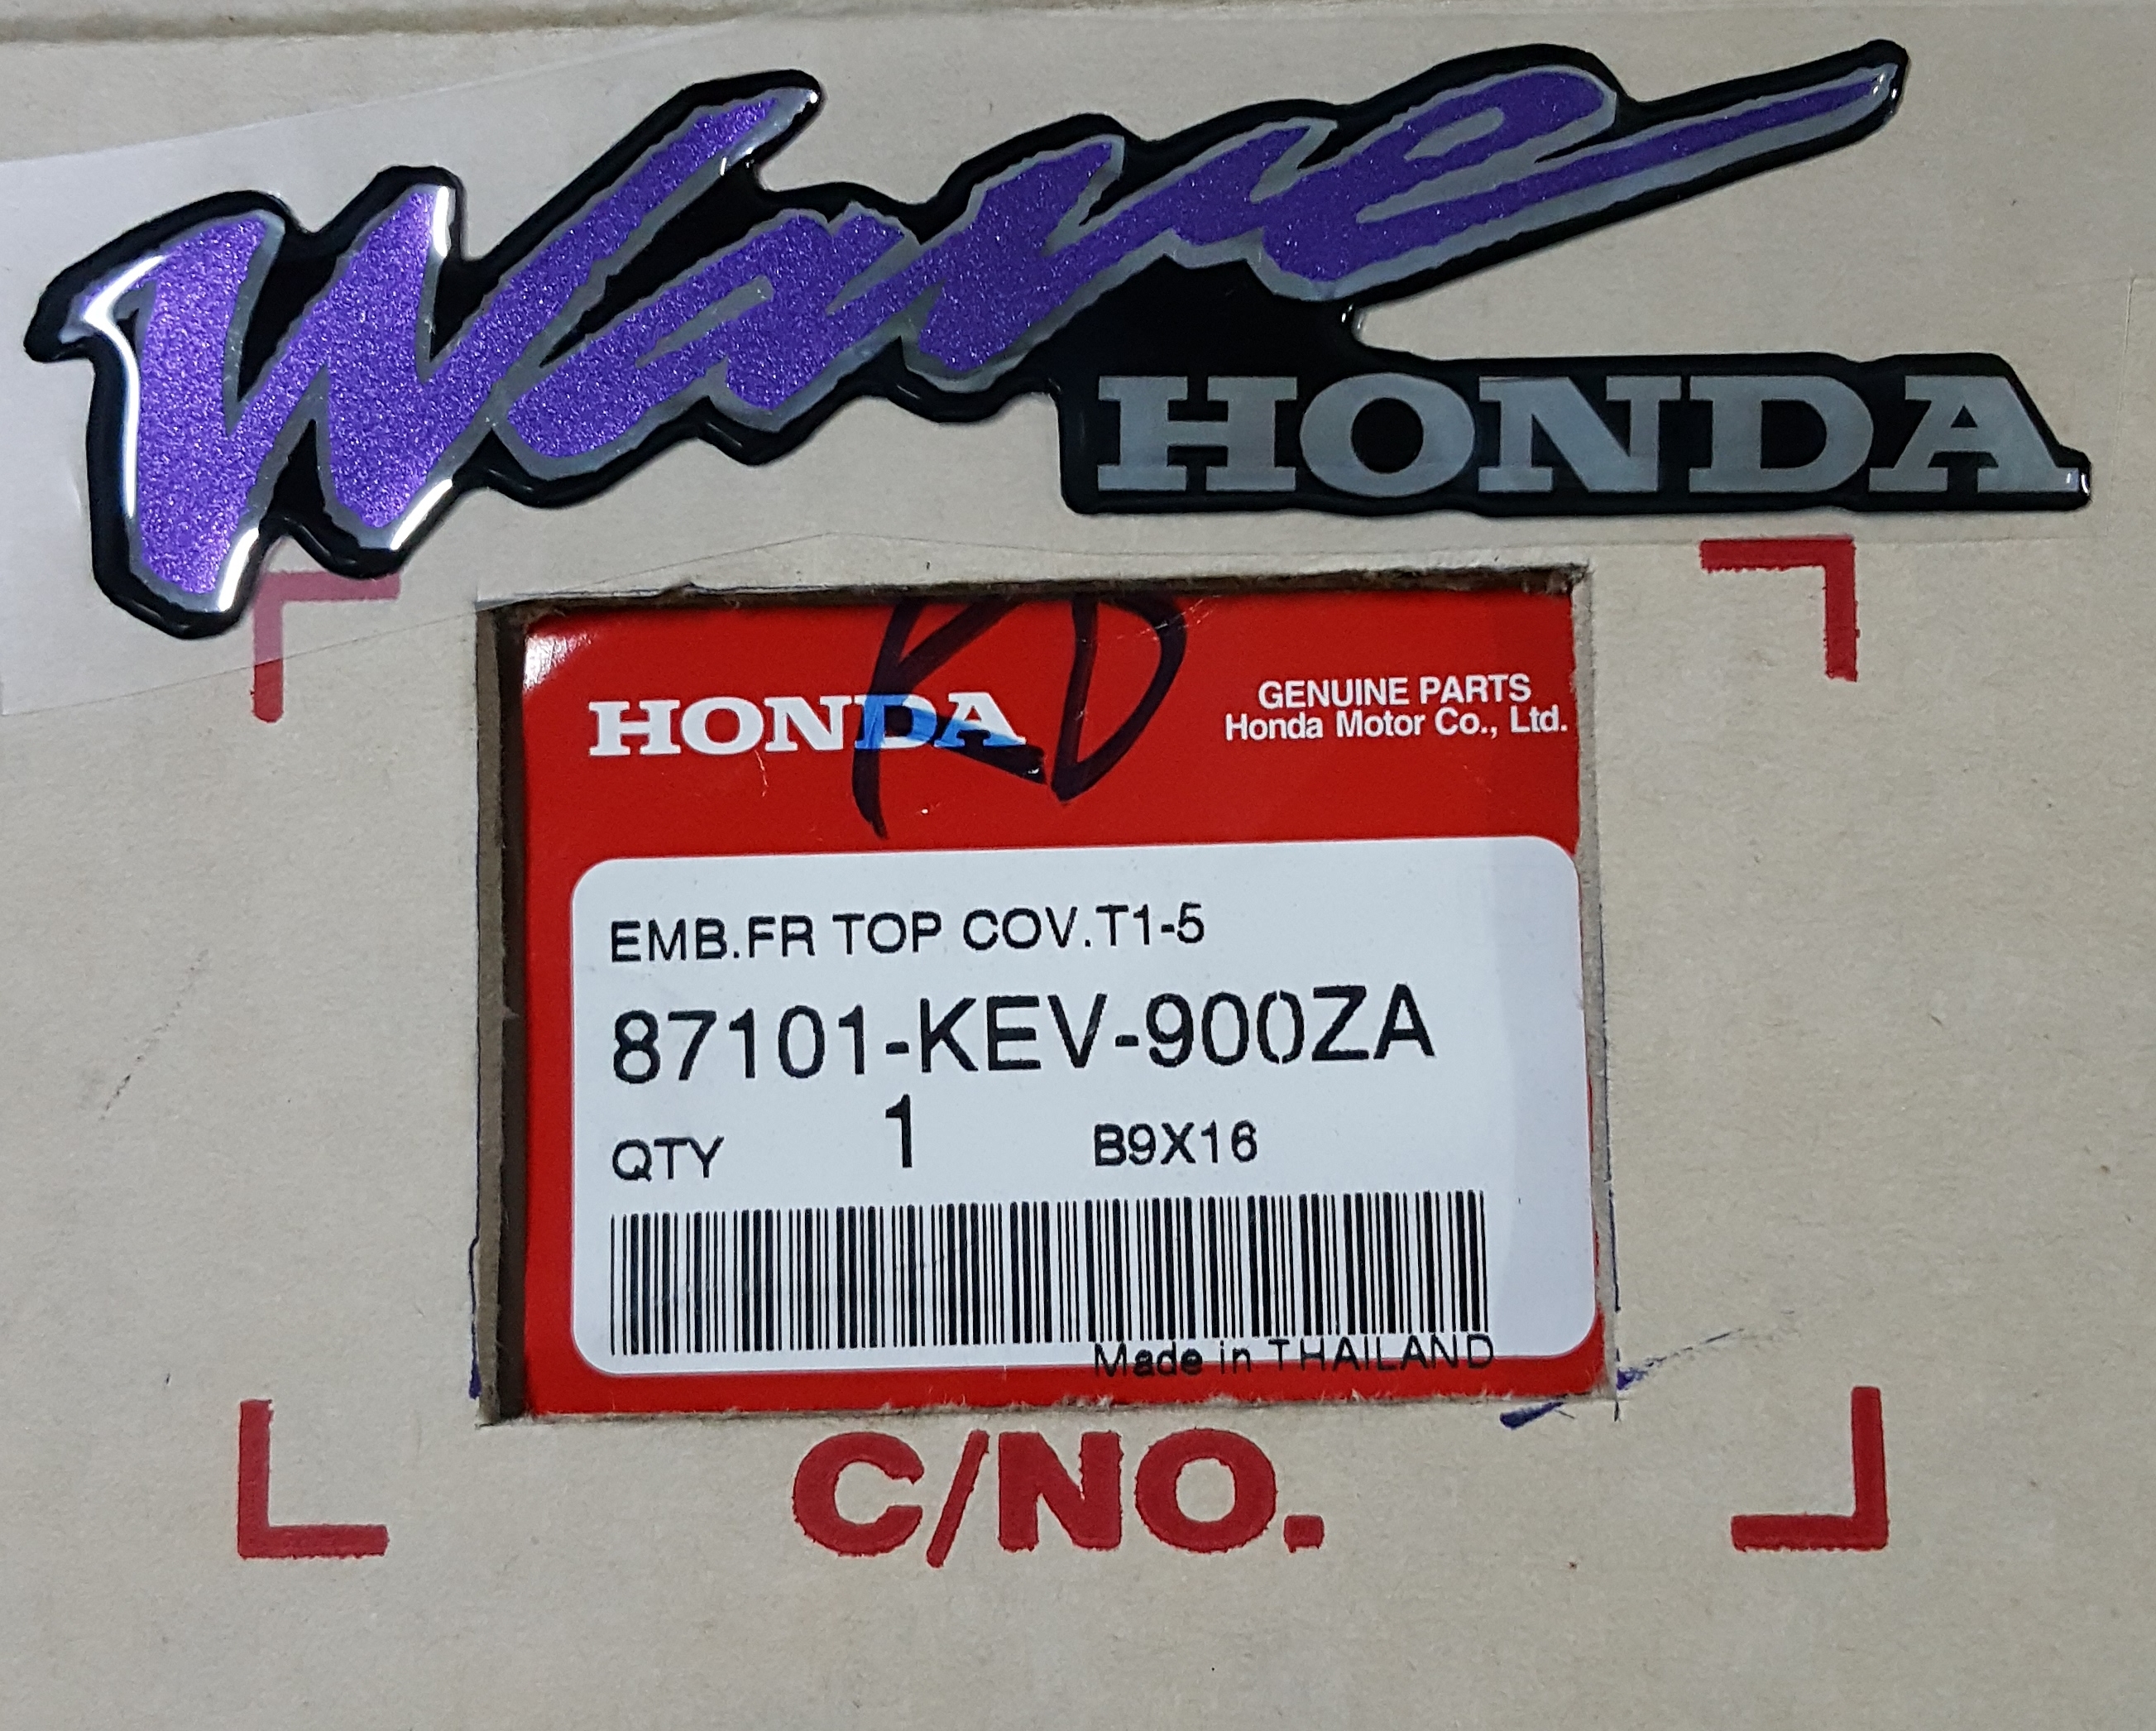 Wave
HONDA
KD
HONDA
GENUINE PARTS
Honda Motor Co., Ltd.
EMB.FR TOP COV.T1-5
87101-KEV-900ZA
QTY 1 B9X16
Made in THAILAND
C/NO.